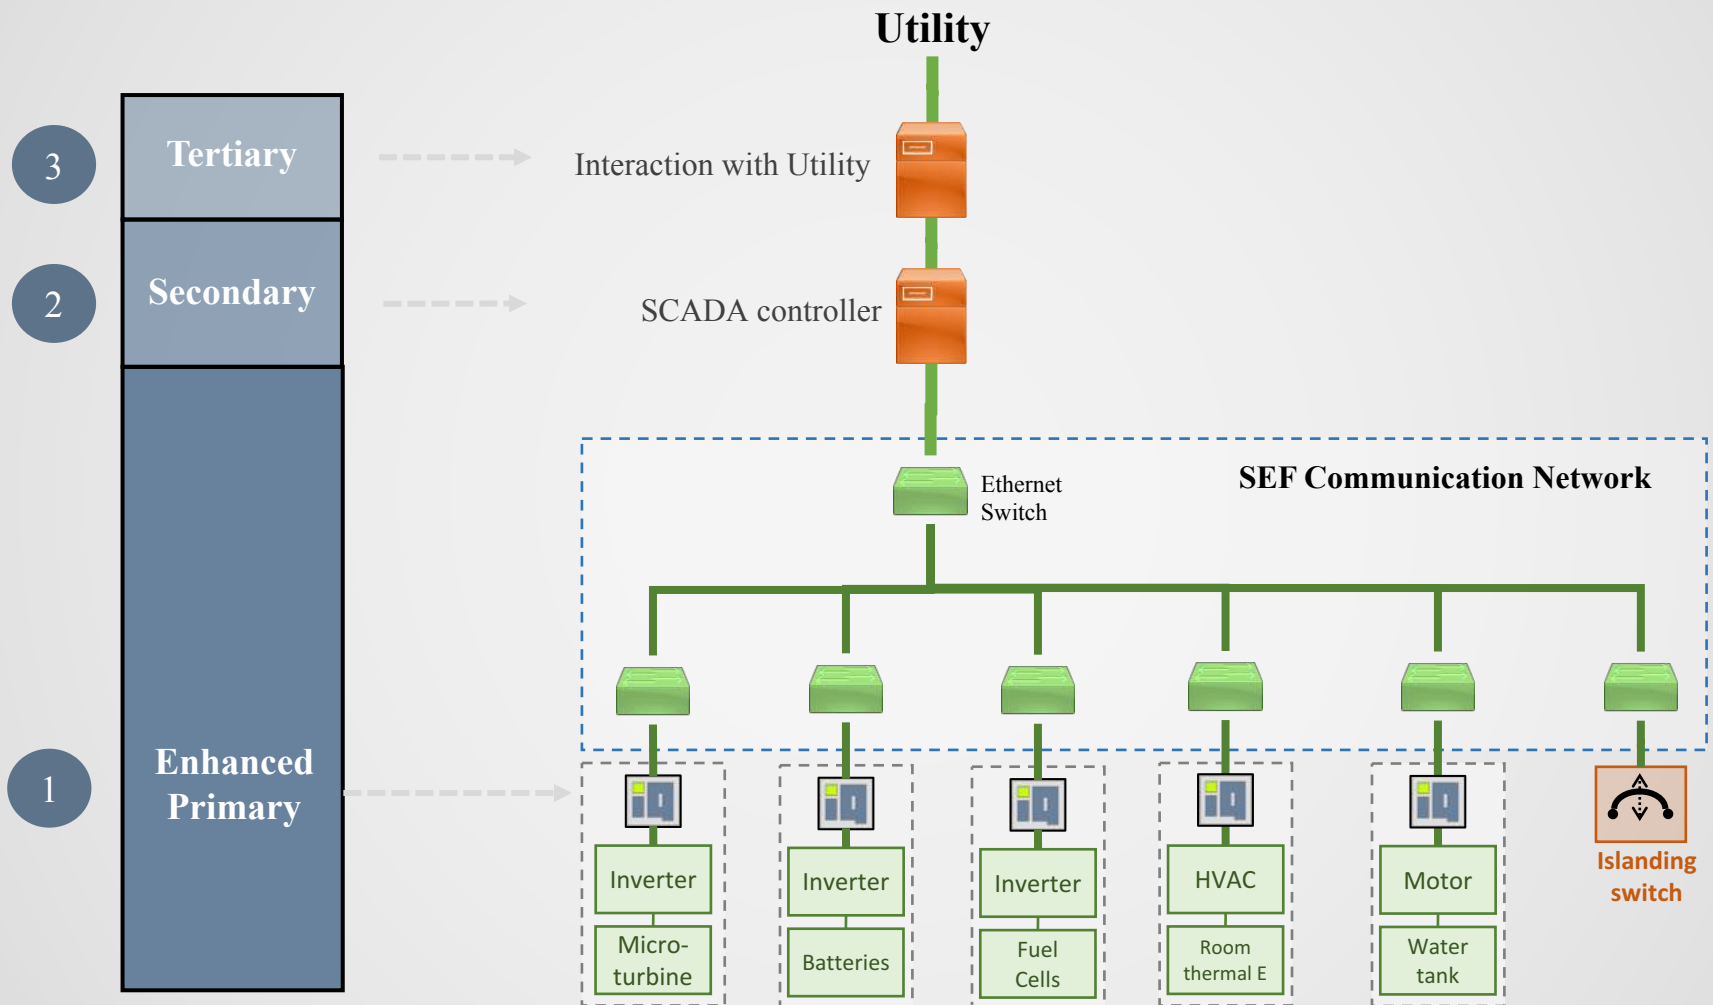 Utility
3
Tertiary
Interaction with Utility
2
Secondary
SCADA controller
Ethernet
Switch
SEF Communication Network
1
Enhanced
Primary
Inverter
Micro-
turbine
Inverter
Batteries
Inverter
Fuel
Cells
HVAC
Room
thermal E
Motor
Water
tank
Islanding
switch